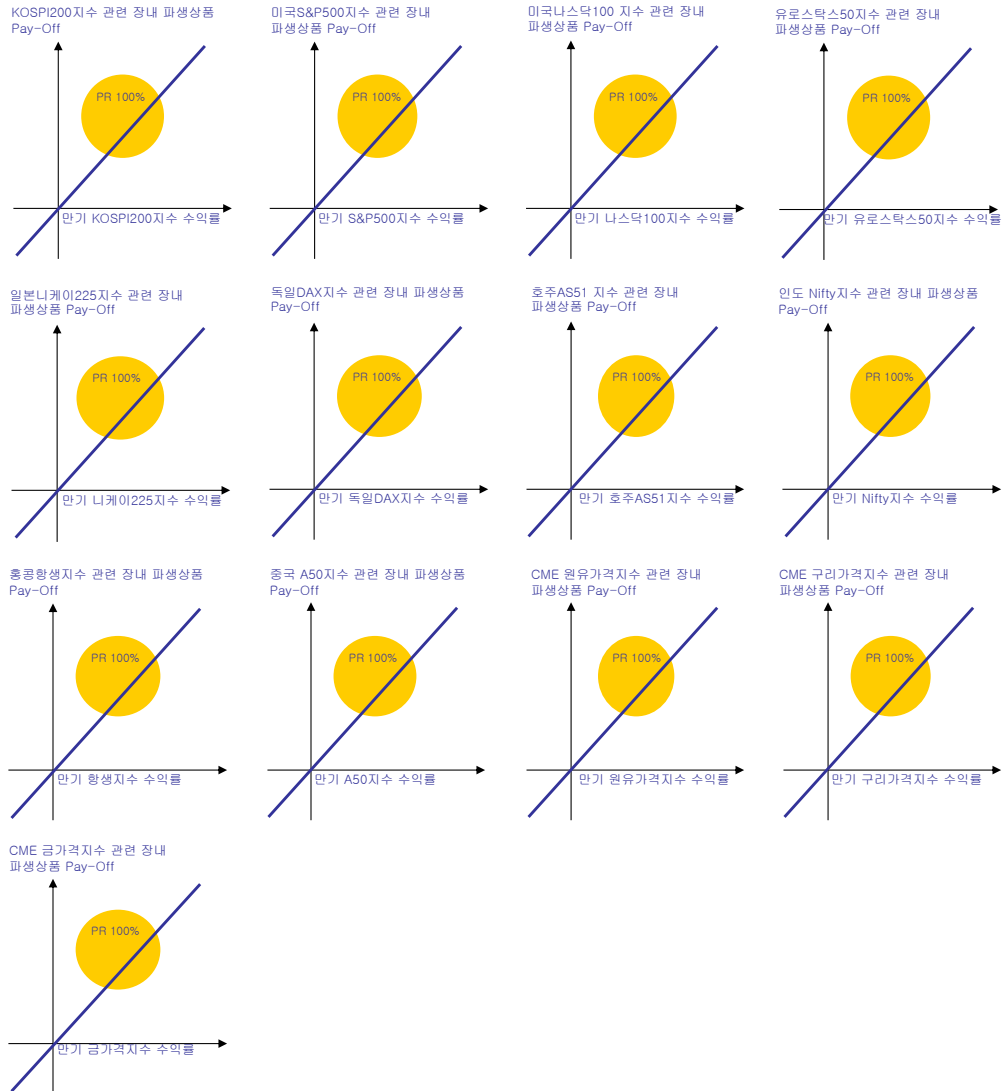 KOSPI200지수 관련 장내 파생상품
Pay-Off
PR 100%
만기 KOSPI200지수 수익률
미국S&P500지수 관련 장내
파생상품 Pay-Off
PR 100%
만기 S&P500지수 수익률
미국나스닥100 지수 관련 장내
파생상품 Pay-Off
PR 100%
만기 나스닥100지수 수익률
유로스탁스50지수 관련 장내
파생상품 Pay-Off
PR 100%
만기 유로스탁스50지수 수익률
일본니케이225지수 관련 장내
파생상품 Pay-Off
PR 100%
만기 니케이225지수 수익률
독일DAX지수 관련 장내 파생상품
Pay-Off
PR 100%
만기 독일DAX지수 수익률
호주AS51 지수 관련 장내
파생상품 Pay-Off
PR 100%
만기 호주AS51지수 수익률
인도 Nifty지수 관련 장내 파생상품
Pay-Off
PR 100%
만기 Nifty지수 수익률
홍콩항생지수 관련 장내 파생상품
Pay-Off
PR 100%
만기 항생지수 수익률
중국 A50지수 관련 장내 파생상품
Pay-Off
PR 100%
만기 A50지수 수익률
CME 원유가격지수 관련 장내
파생상품 Pay-Off
PR 100%
만기 원유가격지수 수익률
CME 구리가격지수 관련 장내
파생상품 Pay-Off
PR 100%
만기 구리가격지수 수익률
CME 금가격지수 관련 장내
파생상품 Pay-Off
PR 100%
만기 금가격지수 수익률